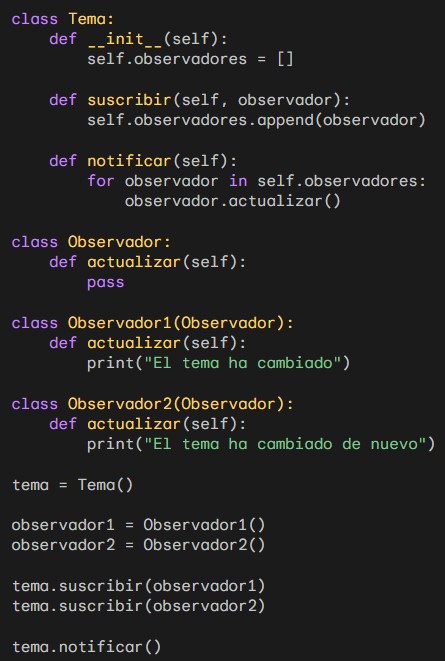 class Tema:
    def __init__(self):
        self.observadores = []

    def suscribir(self, observador):
        self.observadores.append(observador)

    def notificar(self):
        for observador in self.observadores:
            observador.actualizar()

class Observador:
    def actualizar(self):
        pass

class Observador1(Observador):
    def actualizar(self):
        print("El tema ha cambiado")

class Observador2(Observador):
    def actualizar(self):
        print("El tema ha cambiado de nuevo")

tema = Tema()

observador1 = Observador1()
observador2 = Observador2()

tema.suscribir(observador1)
tema.suscribir(observador2)

tema.notificar()